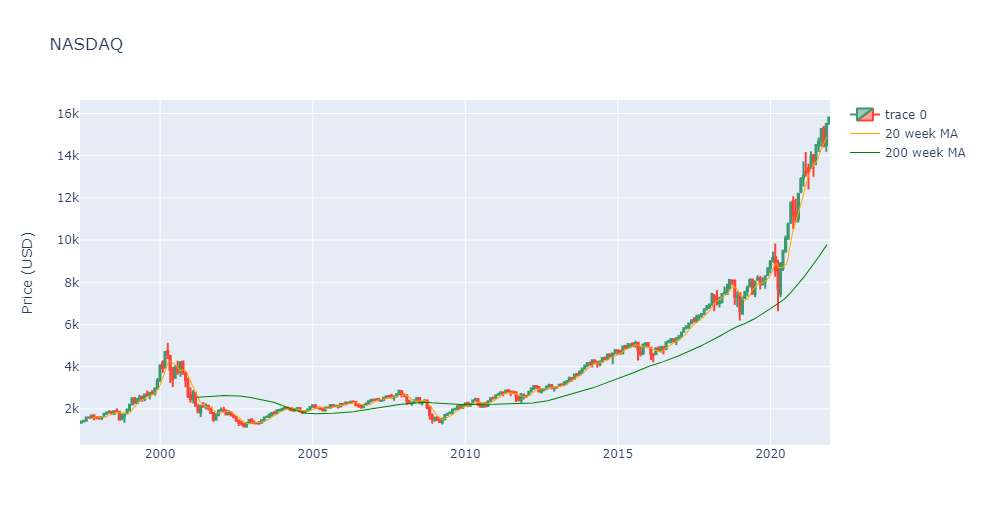 NASDAQ
Price (USD)
16k
14k
12k
10k
8k
6k
4k
2k
2000
2005
2010
2015
2020
trace 0
20 week MA
200 week MA